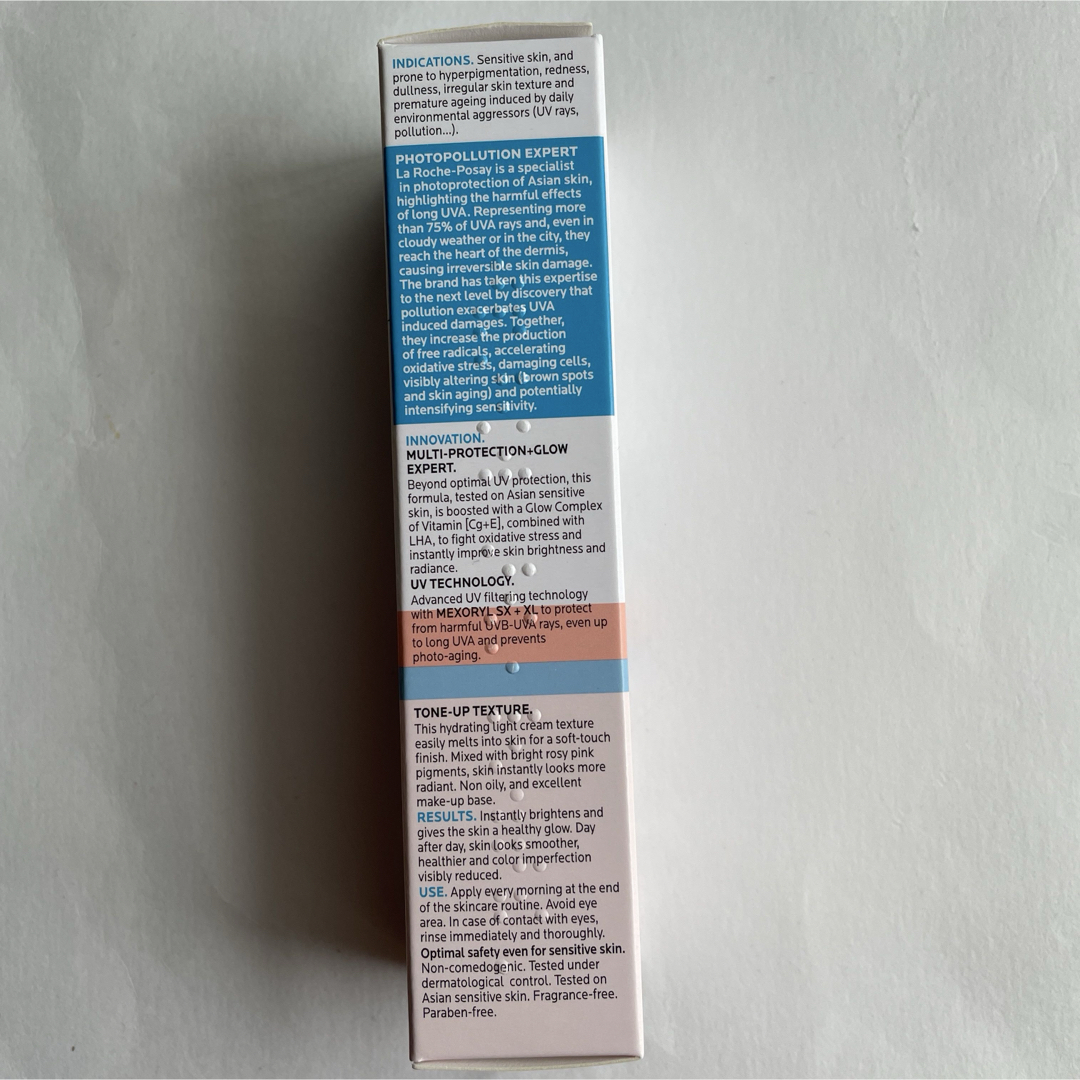 INDICATIONS. Sensitive skin, and
prone to hyperpigmentation, redness,
dullness, irregular skin texture and
premature ageing induced by daily
environmental aggressors (UV rays,
pollution...).
PHOTOPOLLUTION EXPERT
La Roche-Posay is a specialist
in photoprotection of Asian skin,
highlighting the harmful effects
of long UVA. Representing more
than 75% of UVA rays and, even in
cloudy weather or in the city, they
reach the heart of the dermis,
causing irreversible skin damage.
The brand has taken this expertise
to the next level by discovery that
pollution exacerbates UVA
induced damages. Together,
they increase the production
of free radicals, accelerating
oxidative stress, damaging cells,
visibly altering skin (brown spots
and skin aging) and potentially
intensifying sensitivity.
INNOVATION.
MULTI-PROTECTION+GLOW
EXPERT.
Beyond optimal UV protection, this
formula, tested on Asian sensitive
skin, is boosted with a Glow Complex
of Vitamin [Cg+E], combined with
LHA, to fight oxidative stress and
instantly improve skin brightness and
radiance.
UV TECHNOLOGY.
Advanced UV filtering technology
with MEXORYL SX + XL to protect
from harmful UVB-UVA rays, even up
to long UVA and prevents
photo-aging.
TONE-UP TEXTURE.
This hydrating light cream texture
easily melts into skin for a soft-touch
finish. Mixed with bright rosy pink
pigments, skin instantly looks more
radiant. Non oily, and excellent
make-up base.
RESULTS. Instantly brightens and
gives the skin a healthy glow. Day
after day, skin looks smoother,
healthier and color imperfection
visibly reduced.
USE. Apply every morning at the end
of the skincare routine. Avoid eye
area. In case of contact with eyes,
rinse immediately and thoroughly.
Optimal safety even for sensitive skin.
Non-comedogenic. Tested under
dermatological control. Tested on
Asian sensitive skin. Fragrance-free.
Paraben-free.